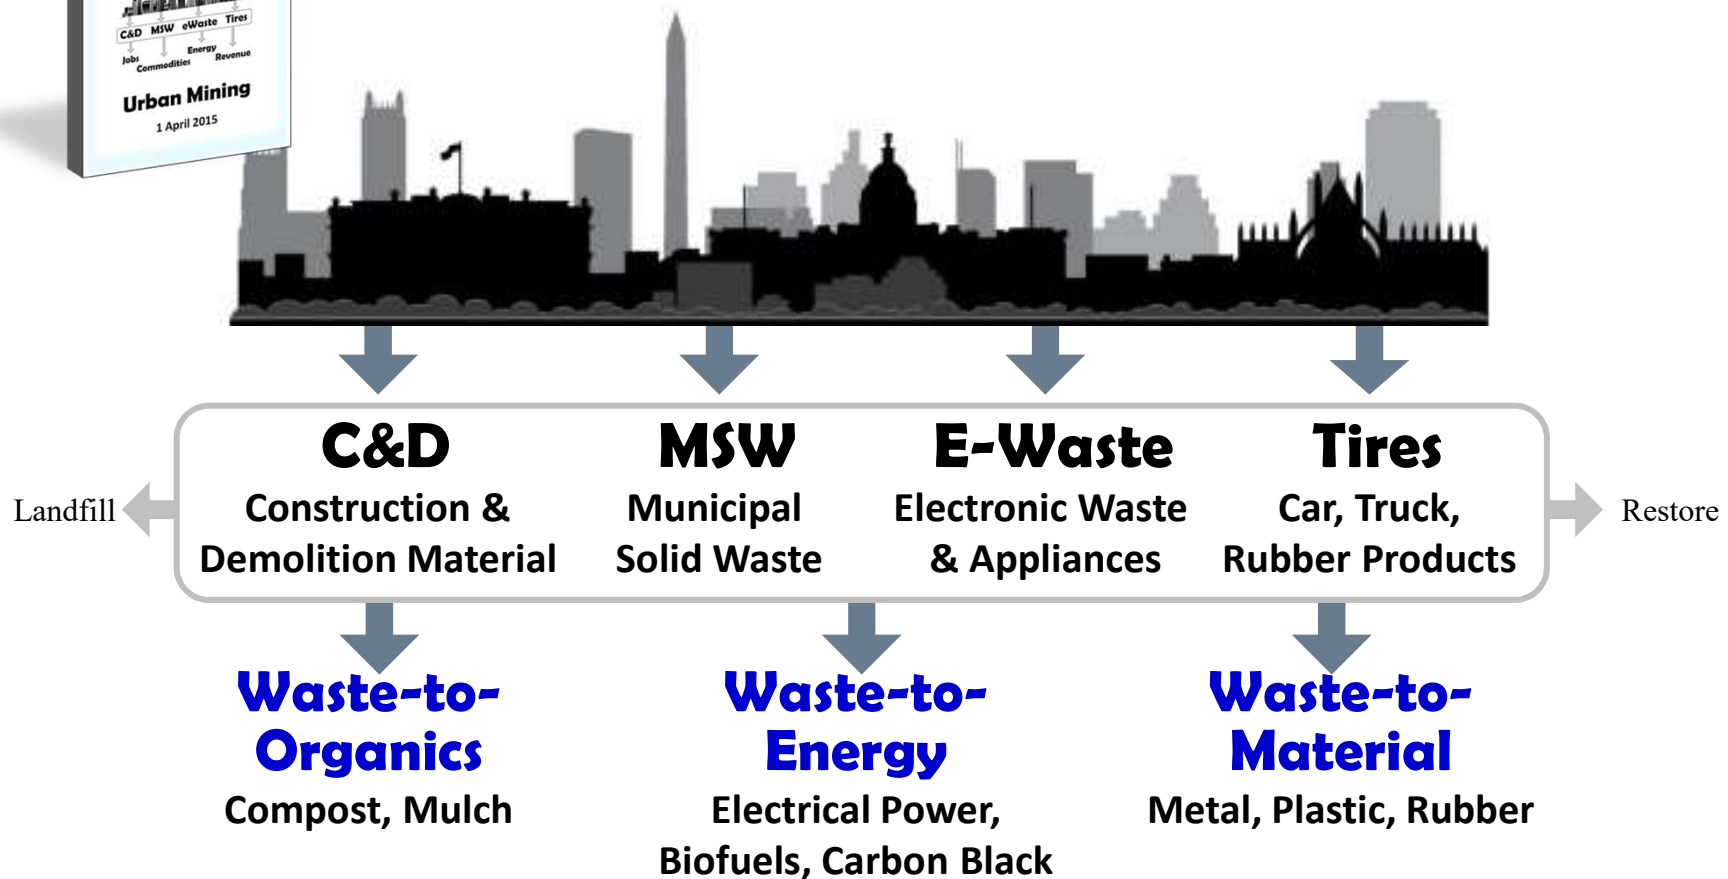 C&D MSW eWaste Tires
Jobs
Commodities
Energy
Revenue
Urban Mining
1 April 2015
C&D
Construction &
Demolition Material
MSW
Municipal
Solid Waste
E-Waste
Electronic Waste
& Appliances
Tires
Car, Truck,
Rubber Products
Landfill
Restore
Waste-to-
Organics
Compost, Mulch
Waste-to-
Energy
Electrical Power,
Biofuels, Carbon Black
Waste-to-
Material
Metal, Plastic, Rubber